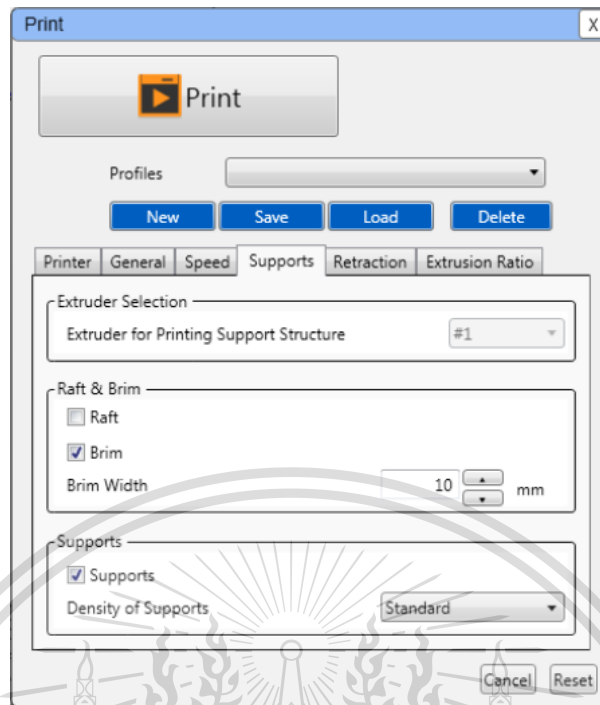 Print X
Print
Profiles
New Save Load Delete
Printer General Speed Supports Retraction Extrusion Ratio
Extruder Selection
Extruder for Printing Support Structure #1
Raft & Brim
Raft
Brim
Brim Width 10 mm
Supports
Supports
Density of Supports Standard
Cancel Reset